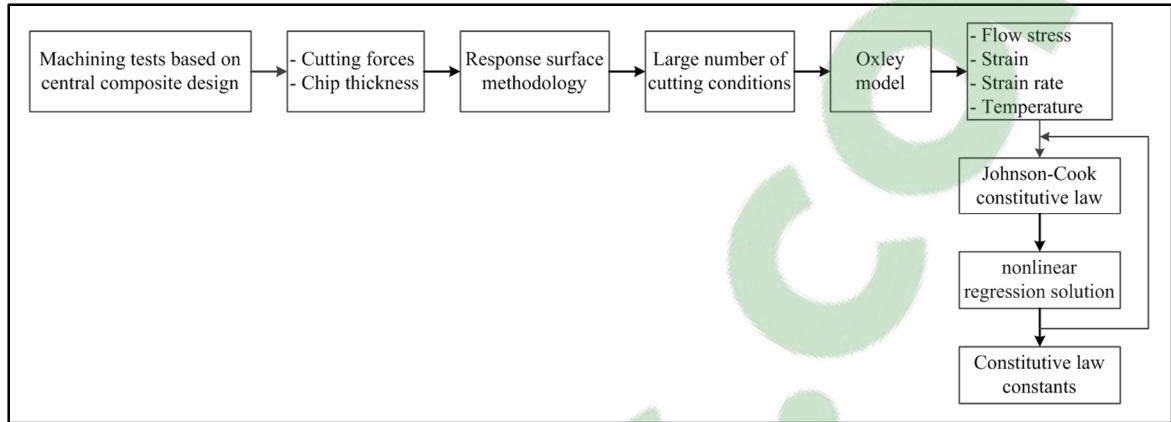 Machining tests based on
central composite design
- Cutting forces
- Chip thickness
Response surface
methodology
Large number of
cutting conditions
Oxley
model
- Flow stress
- Strain
- Strain rate
- Temperature
Johnson-Cook
constitutive law
nonlinear
regression solution
Constitutive law
constants